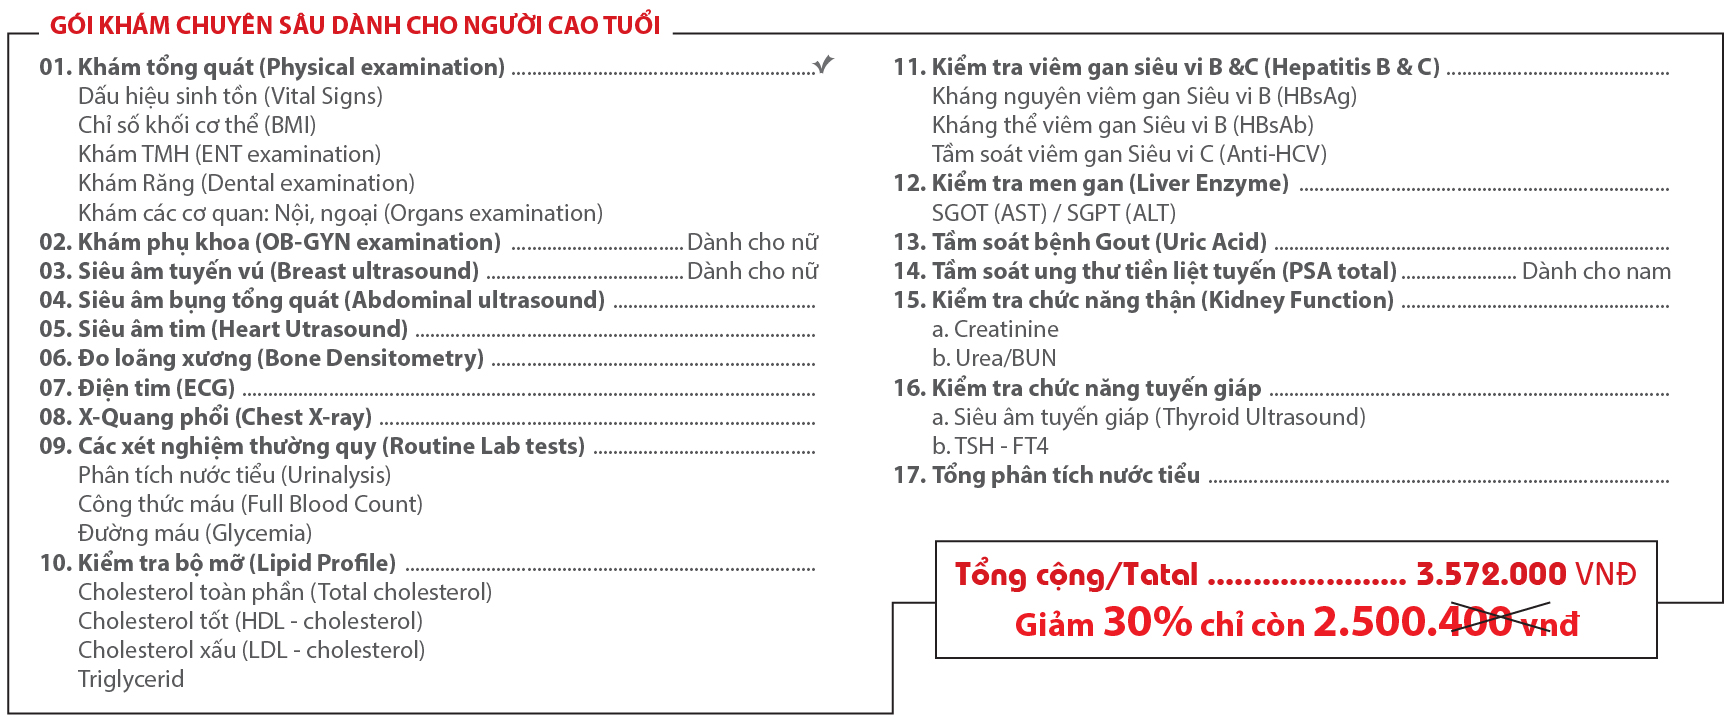 GÓI KHÁM CHUYÊN SÂU DÀNH CHO NGƯỜI CAO TUỔI
01. Khám tổng quát (Physical examination) ..........✓
Dấu hiệu sinh tồn (Vital Signs)
Chỉ số khối cơ thể (BMI)
Khám TMH (ENT examination)
Khám Răng (Dental examination)
Khám các cơ quan: Nội, ngoại (Organs examination)
02. Khám phụ khoa (OB-GYN examination) .......... Dành cho nữ
03. Siêu âm tuyến vú (Breast ultrasound) .......... Dành cho nữ
04. Siêu âm bụng tổng quát (Abdominal ultrasound) ..........
05. Siêu âm tim (Heart Utrasound) ..........
06. Đo loãng xương (Bone Densitometry) ..........
07. Điện tim (ECG) ..........
08. X-Quang phổi (Chest X-ray) ..........
09. Các xét nghiệm thường quy (Routine Lab tests) ..........
Phân tích nước tiểu (Urinalysis)
Công thức máu (Full Blood Count)
Đường máu (Glycemia)
10. Kiểm tra bộ mỡ (Lipid Profile) ..........
Cholesterol toàn phần (Total cholesterol)
Cholesterol tốt (HDL - cholesterol)
Cholesterol xấu (LDL - cholesterol)
Triglycerid
11. Kiểm tra viêm gan siêu vi B &C (Hepatitis B & C) ..........
Kháng nguyên viêm gan Siêu vi B (HBsAg)
Kháng thể viêm gan Siêu vi B (HBsAb)
Tầm soát viêm gan Siêu vi C (Anti-HCV)
12. Kiểm tra men gan (Liver Enzyme) ..........
SGOT (AST) / SGPT (ALT)
13. Tầm soát bệnh Gout (Uric Acid) ..........
14. Tầm soát ung thư tiền liệt tuyến (PSA total) .......... Dành cho nam
15. Kiểm tra chức năng thận (Kidney Function) ..........
a. Creatinine
b. Urea/BUN
16. Kiểm tra chức năng tuyến giáp ..........
a. Siêu âm tuyến giáp (Thyroid Ultrasound)
b. TSH - FT4
17. Tổng phân tích nước tiểu ..........
Tổng cộng/Tatal .......... 3.572.000 VNĐ
Giảm 30% chỉ còn 2.500.400 vnđ